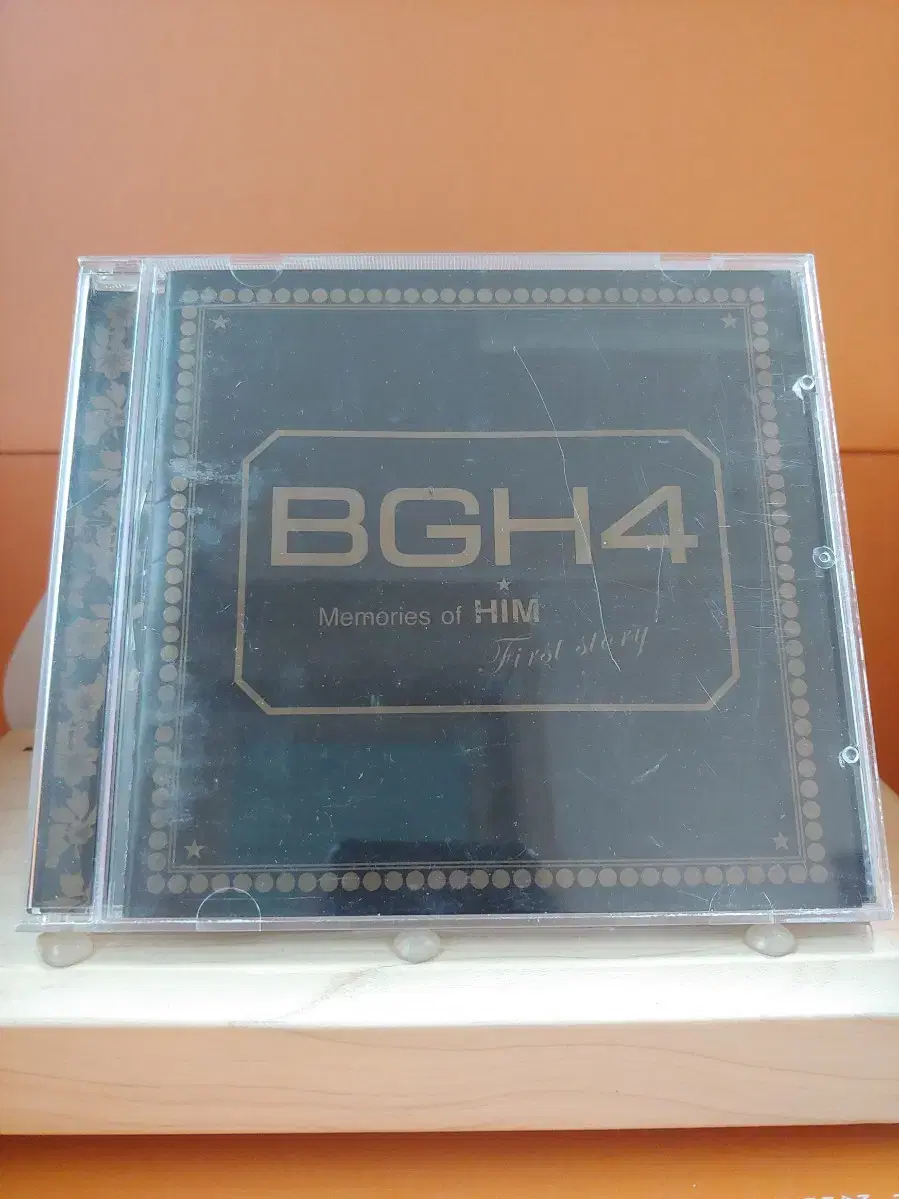 BGH4
Memories of HIM
First story